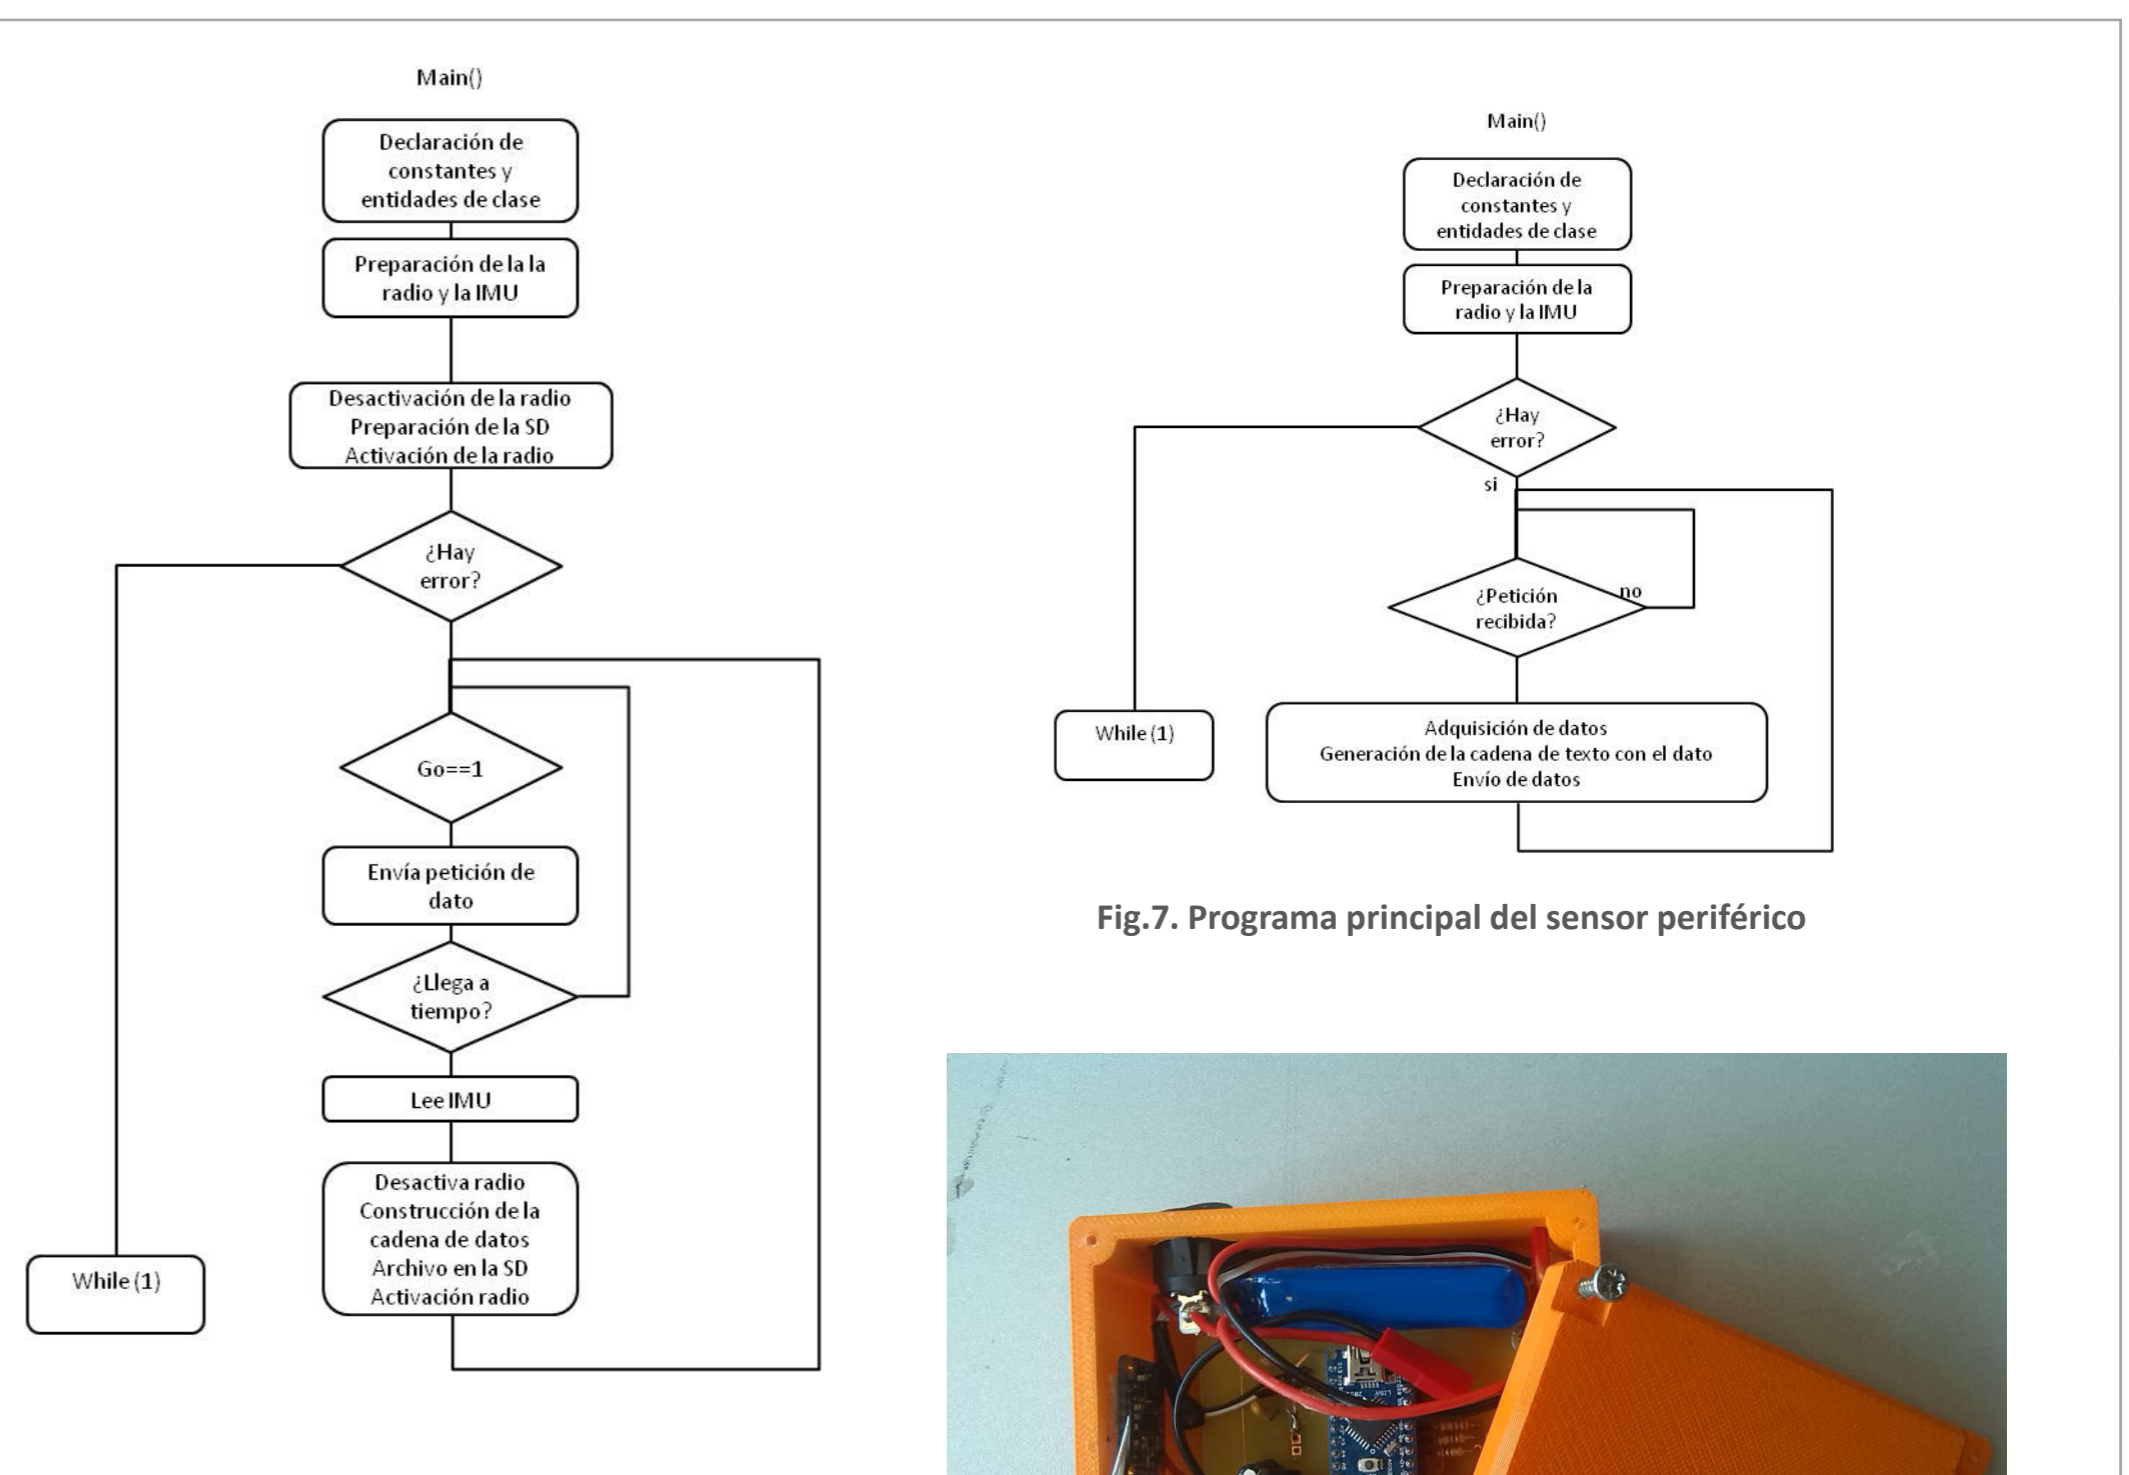 Main()
Declaración de
constantes y
entidades de clase
Preparación de la la
radio y la IMU
Desactivación de la radio
Preparación de la SD
Activación de la radio
¿Hay
error?
Go==1
Envía petición de
dato
¿Llega a
tiempo?
Lee IMU
Desactiva radio
Construcción de la
cadena de datos
Archivo en la SD
Activación radio
While (1)
Main()
Declaración de
constantes y
entidades de clase
Preparación de la
radio y la IMU
¿Hay
error?
si
¿Petición
recibida?
no
While (1)
Adquisición de datos
Generación de la cadena de texto con el dato
Envío de datos
Fig.7. Programa principal del sensor periférico